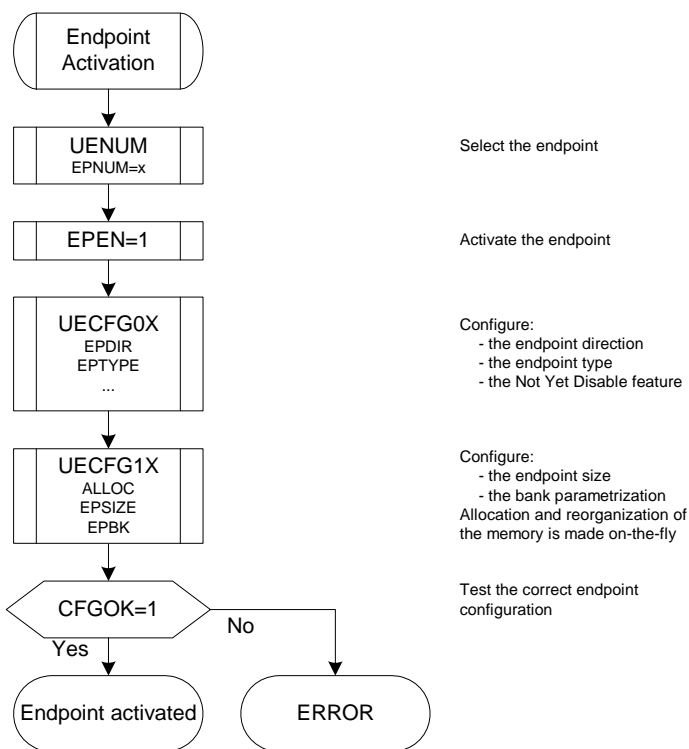 Endpoint
Activation
UENUM
EPNUM=x
Select the endpoint
EPEN=1
Activate the endpoint
UECFG0X
EPDIR
EPTYPE
...
Configure:
- the endpoint direction
- the endpoint type
- the Not Yet Disable feature
UECFG1X
ALLOC
EPSIZE
EPBK
Configure:
- the endpoint size
- the bank parametrization
Allocation and reorganization of
the memory is made on-the-fly
CFGOK=1
Test the correct endpoint
configuration
No
Yes
Endpoint activated
ERROR